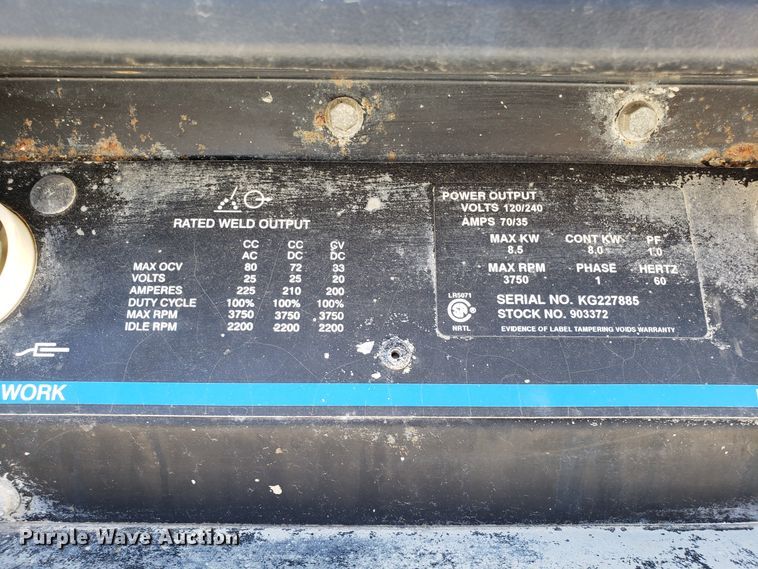 RATED WELD OUTPUT
CC CC CV
AC DC DC
MAX OCV 80 72 33
VOLTS 25 25 20
AMPERES 225 210 200
DUTY CYCLE 100% 100% 100%
MAX RPM 3750 3750 3750
IDLE RPM 2200 2200 2200
WORK
POWER OUTPUT
VOLTS 120/240
AMPS 70/35
MAX KW CONT KW PF
8.5 8.0 1.0
MAX RPM PHASE HERTZ
3750 1 60
LR5071
SA
NRTL
SERIAL NO. KG227885
STOCK NO. 903372
EVIDENCE OF LABEL TAMPERING VOIDS WARRANTY
Purple Wave Auction